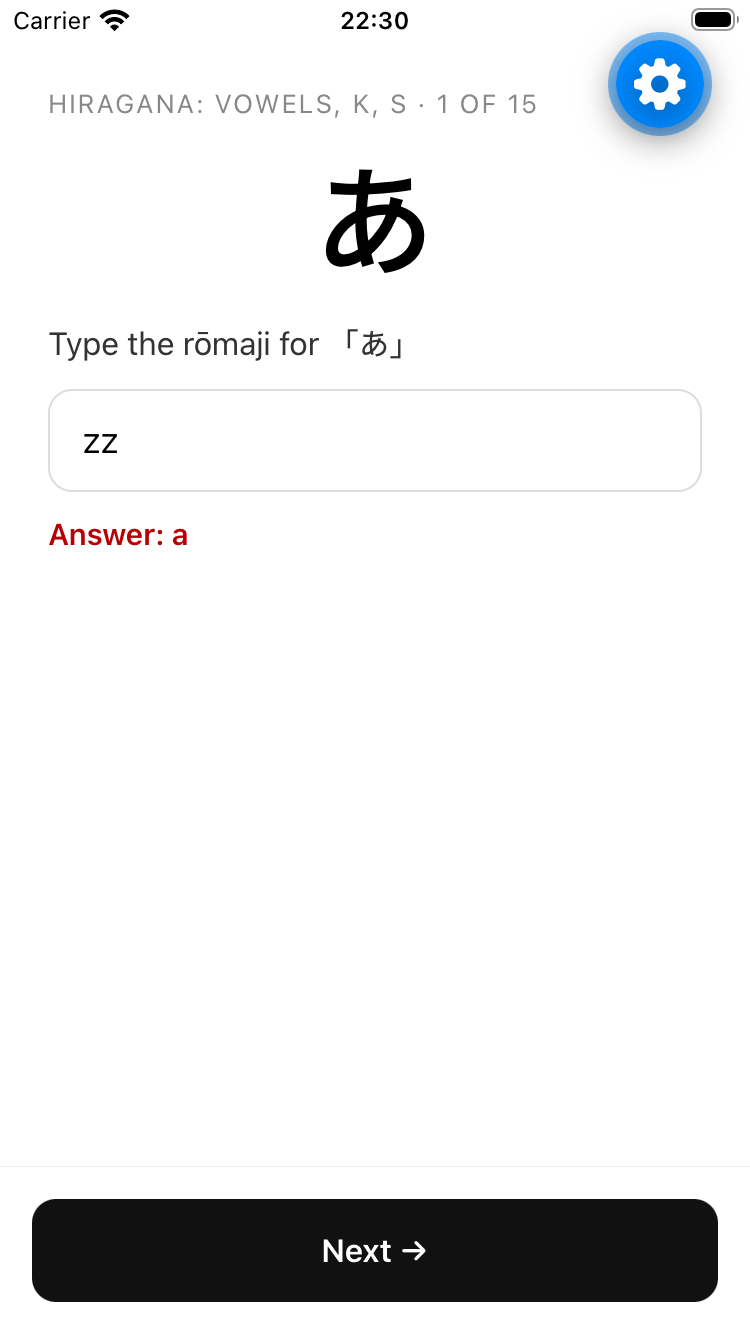 Carrier 22:30
HIRAGANA: VOWELS, K, S · 1 OF 15
あ
Type the rōmaji for 「あ」
zz
Answer: a
Next →